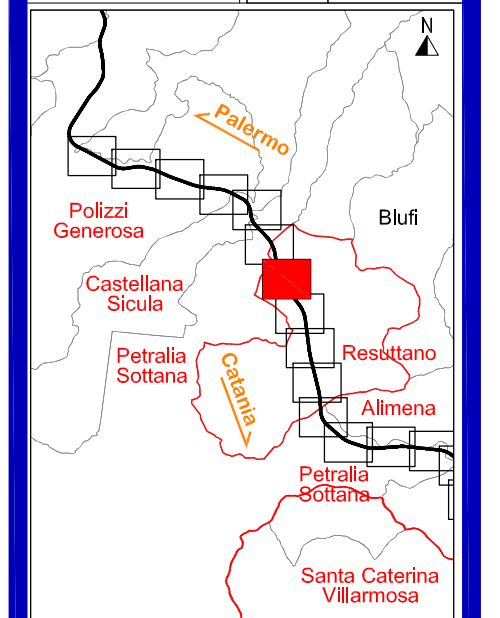 N
Palermo
Polizzi
Generosa
Blufi
Castellana
Sicula
Petralia
Sottana
Catania
Resuttano
Alimena
Petralia
Sottana
Santa Caterina
Villarmosa